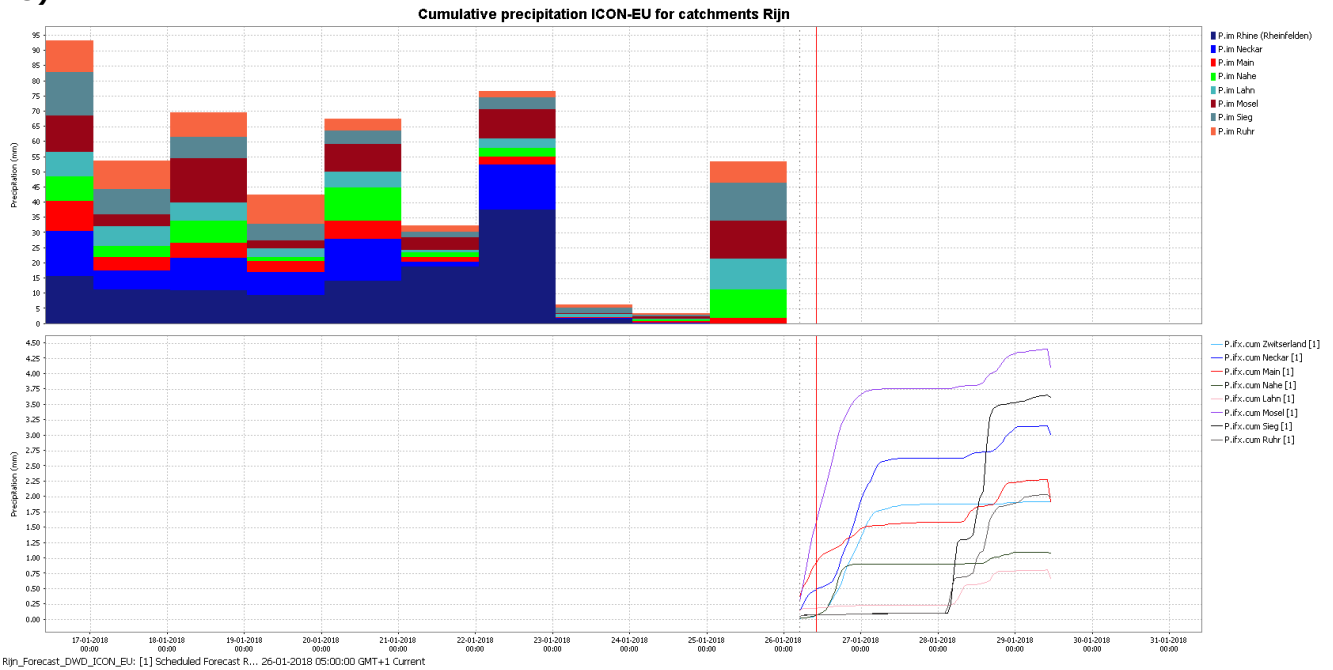 Cumulative precipitation ICON-EU for catchments Rijn
Precipitation (mm)
95
90
85
80
75
70
65
60
55
50
45
40
35
30
25
20
15
10
5
0
P.im Rhine (Rheinfelden)
P.im Neckar
P.im Main
P.im Nahe
P.im Lahn
P.im Mosel
P.im Sieg
P.im Ruhr
Precipitation (mm)
4.50
4.25
4.00
3.75
3.50
3.25
3.00
2.75
2.50
2.25
2.00
1.75
1.50
1.25
1.00
0.75
0.50
0.25
0.00
P.ifx.cum Zwitserland [1]
P.ifx.cum Neckar [1]
P.ifx.cum Main [1]
P.ifx.cum Nahe [1]
P.ifx.cum Lahn [1]
P.ifx.cum Mosel [1]
P.ifx.cum Sieg [1]
P.ifx.cum Ruhr [1]
17-01-2018 18-01-2018 19-01-2018 20-01-2018 21-01-2018 22-01-2018 23-01-2018 24-01-2018 25-01-2018 26-01-2018 27-01-2018 28-01-2018 29-01-2018 30-01-2018 31-01-2018
00:00 00:00 00:00 00:00 00:00 00:00 00:00 00:00 00:00 00:00 00:00 00:00 00:00 00:00 00:00
Rijn_Forecast_DWD_ICON_EU: [1] Scheduled Forecast R... 26-01-2018 05:00:00 GMT+1 Current